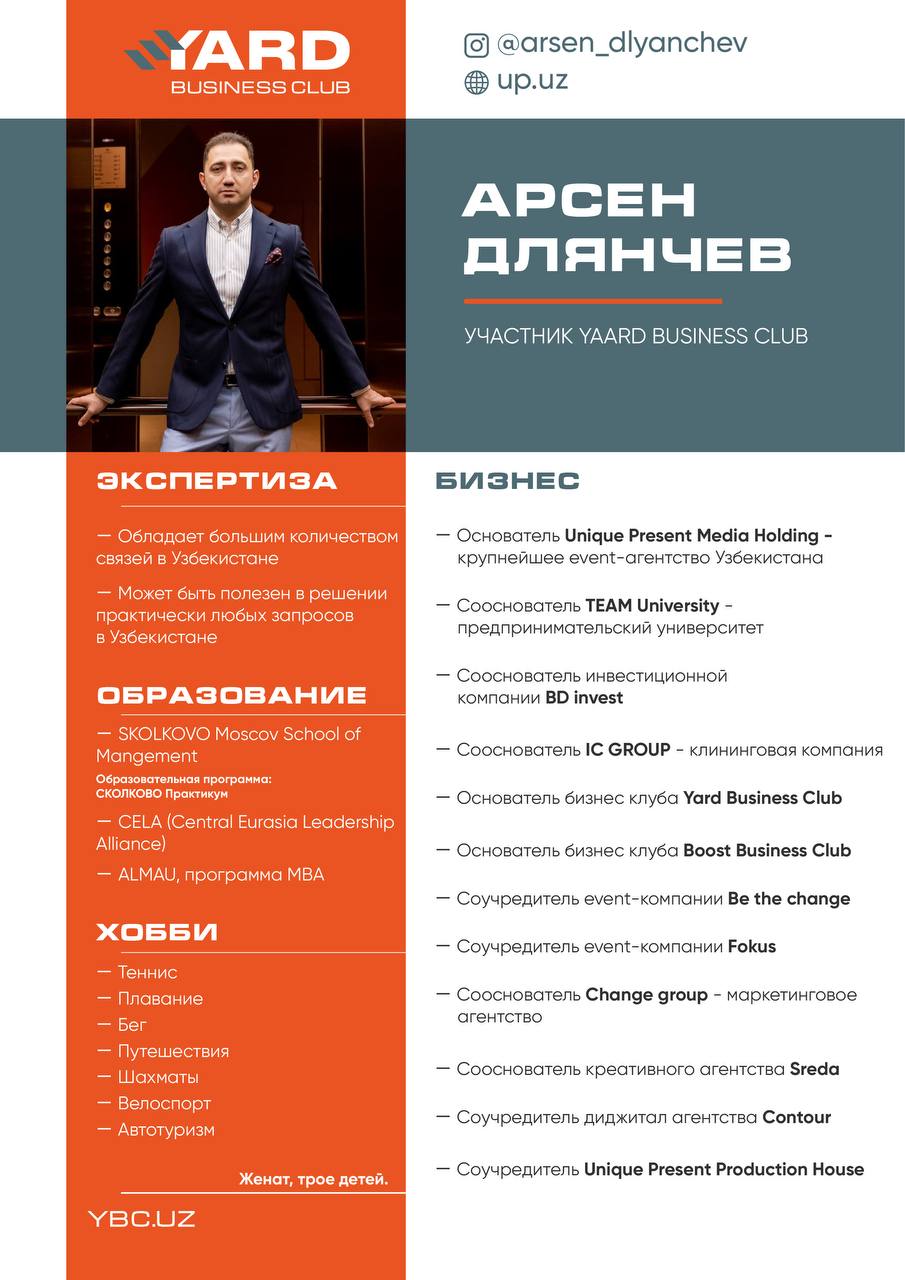 YARD
BUSINESS CLUB
@arsen_dlyanchev
up.uz
АРСЕН
ДЛЯНЧЕВ
УЧАСТНИК YAARD BUSINESS CLUB
ЭКСПЕРТИЗА
— Обладает большим количеством
связей в Узбекистане
— Может быть полезен в решении
практически любых запросов
в Узбекистане
ОБРАЗОВАНИЕ
— SKOLKOVO Moscov School of
Mangement
Образовательная программа:
СКОЛКОВО Практикум
— CELA (Central Eurasia Leadership
Alliance)
— ALMAU, программа MBA
ХОББИ
— Теннис
— Плавание
— Бег
— Путешествия
— Шахматы
— Велоспорт
— Автотуризм
Женат, трое детей.
YBC.UZ
БИЗНЕС
— Основатель Unique Present Media Holding -
крупнейшее event-агентство Узбекистана
— Сооснователь TEAM University -
предпринимательский университет
— Сооснователь инвестиционной
компании BD invest
— Сооснователь IC GROUP - клининговая компания
— Основатель бизнес клуба Yard Business Club
— Основатель бизнес клуба Boost Business Club
— Соучредитель event-компании Be the change
— Соучредитель event-компании Fokus
— Сооснователь Change group - маркетинговое
агентство
— Сооснователь креативного агентства Sreda
— Соучредитель диджитал агентства Contour
— Соучредитель Unique Present Production House